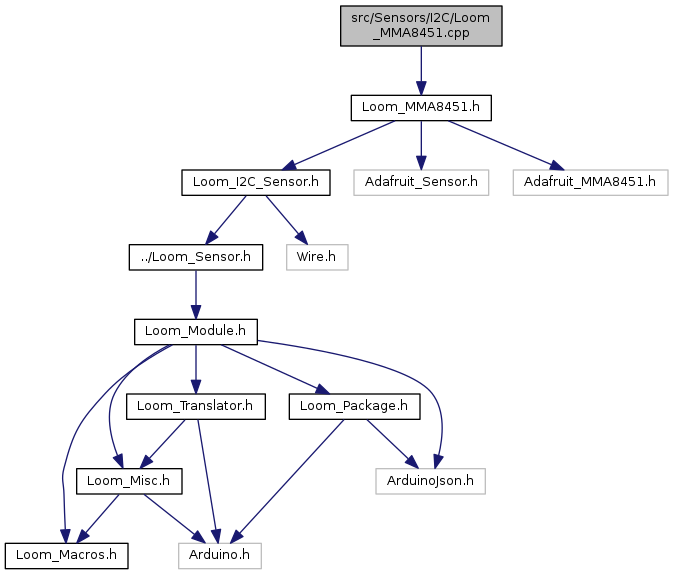 src/Sensors/I2C/Loom
_MMA8451.cpp
Loom_MMA8451.h
Loom_I2C_Sensor.h
Adafruit_Sensor.h
Adafruit_MMA8451.h
../Loom_Sensor.h
Wire.h
Loom_Module.h
Loom_Translator.h
Loom_Package.h
Loom_Misc.h
ArduinoJson.h
Loom_Macros.h
Arduino.h